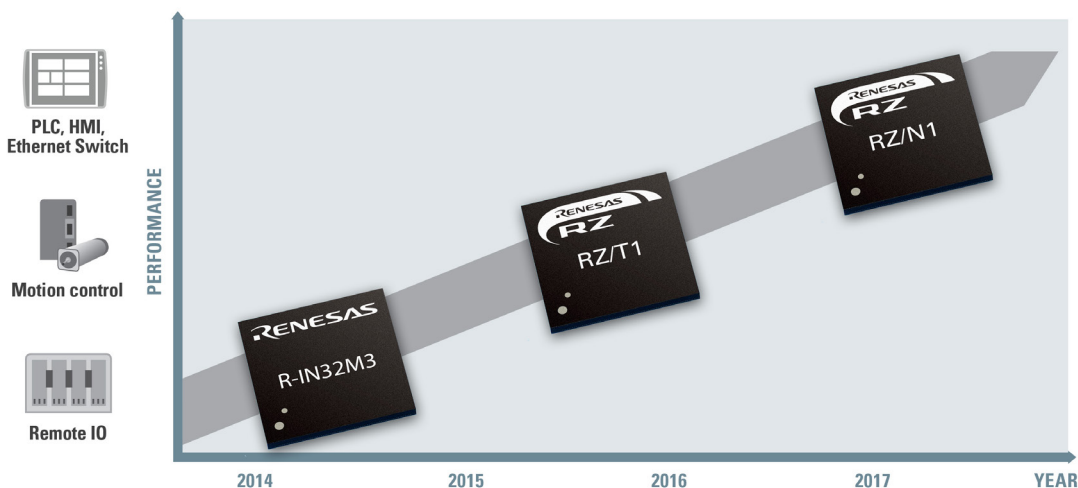 PLC, HMI,
Ethernet Switch
Motion control
Remote IO
PERFORMANCE
RENESAS
R-IN32M3
RENESAS
RZ
RZ/T1
RENESAS
RZ
RZ/N1
2014
2015
2016
2017
YEAR